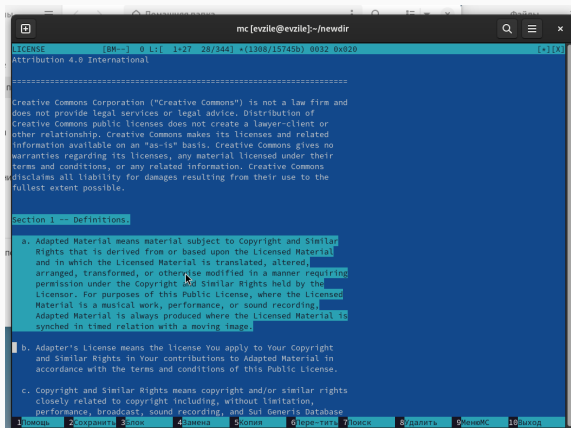 mc [evzile@evzile]:~/newdir
LICENSE [BM--] 0 L:[ 1+27 28/344] *(1308/15745b) 0032 0x020 [*][X]
Attribution 4.0 International
=======================================================================
Creative Commons Corporation ("Creative Commons") is not a law firm and
does not provide legal services or legal advice. Distribution of
Creative Commons public licenses does not create a lawyer-client or
other relationship. Creative Commons makes its licenses and related
information available on an "as-is" basis. Creative Commons gives no
warranties regarding its licenses, any material licensed under their
terms and conditions, or any related information. Creative Commons
disclaims all liability for damages resulting from their use to the
fullest extent possible.
Section 1 -- Definitions.
a. Adapted Material means material subject to Copyright and Similar
Rights that is derived from or based upon the Licensed Material
and in which the Licensed Material is translated, altered,
arranged, transformed, or otherwise modified in a manner requiring
permission under the Copyright and Similar Rights held by the
Licensor. For purposes of this Public License, where the Licensed
Material is a musical work, performance, or sound recording,
Adapted Material is always produced where the Licensed Material is
synched in timed relation with a moving image.
b. Adapter's License means the license You apply to Your Copyright
and Similar Rights in Your contributions to Adapted Material in
accordance with the terms and conditions of this Public License.
c. Copyright and Similar Rights means copyright and/or similar rights
closely related to copyright including, without limitation,
performance, broadcast, sound recording, and Sui Generis Database
1Помощь 2Сохранить 3Блок 4Замена 5Копия 6Пере~тить 7Поиск 8Удалить 9МенюMC 10Выход